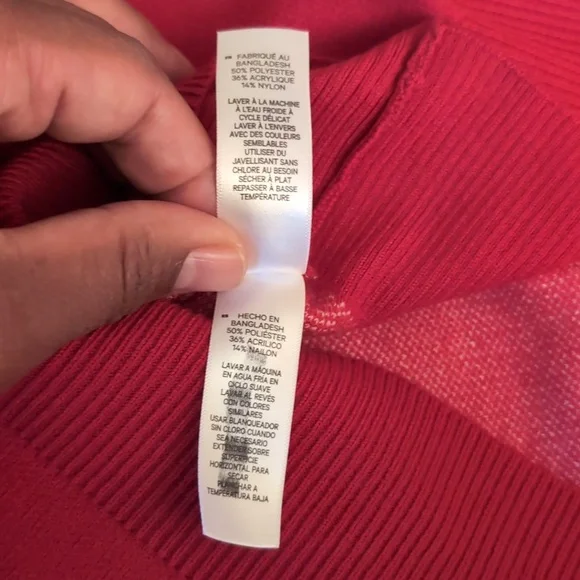 FABRIQUÉ AU
BANGLADESH
50% POLYESTER
36% ACRYLIQUE
14% NYLON
LAVER À LA MACHINE
À L'EAU FROIDE À
CYCLE DÉLICAT
LAVER À L'ENVERS
AVEC DES COULEURS
SEMBLABLES
UTILISER DU
JAVELLISANT SANS
CHLORE AU BESOIN
SÉCHER À PLAT
REPASSER À BASSE
TEMPÉRATURE
HECHO EN
BANGLADESH
50% POLIÉSTER
36% ACRILICO
14% NAILON
LAVAR A MÁQUINA
EN AGUA FRÍA EN
CICLO SUAVE
LAVAR AL REVÉS
CON COLORES
SIMILARES
USAR BLANQUEADOR
SIN CLORO CUANDO
SEA NECESARIO
EXTENDER SOBRE
SUPERFICIE
HORIZONTAL PARA
SECAR
PLANCHAR A
TEMPERATURA BAJA